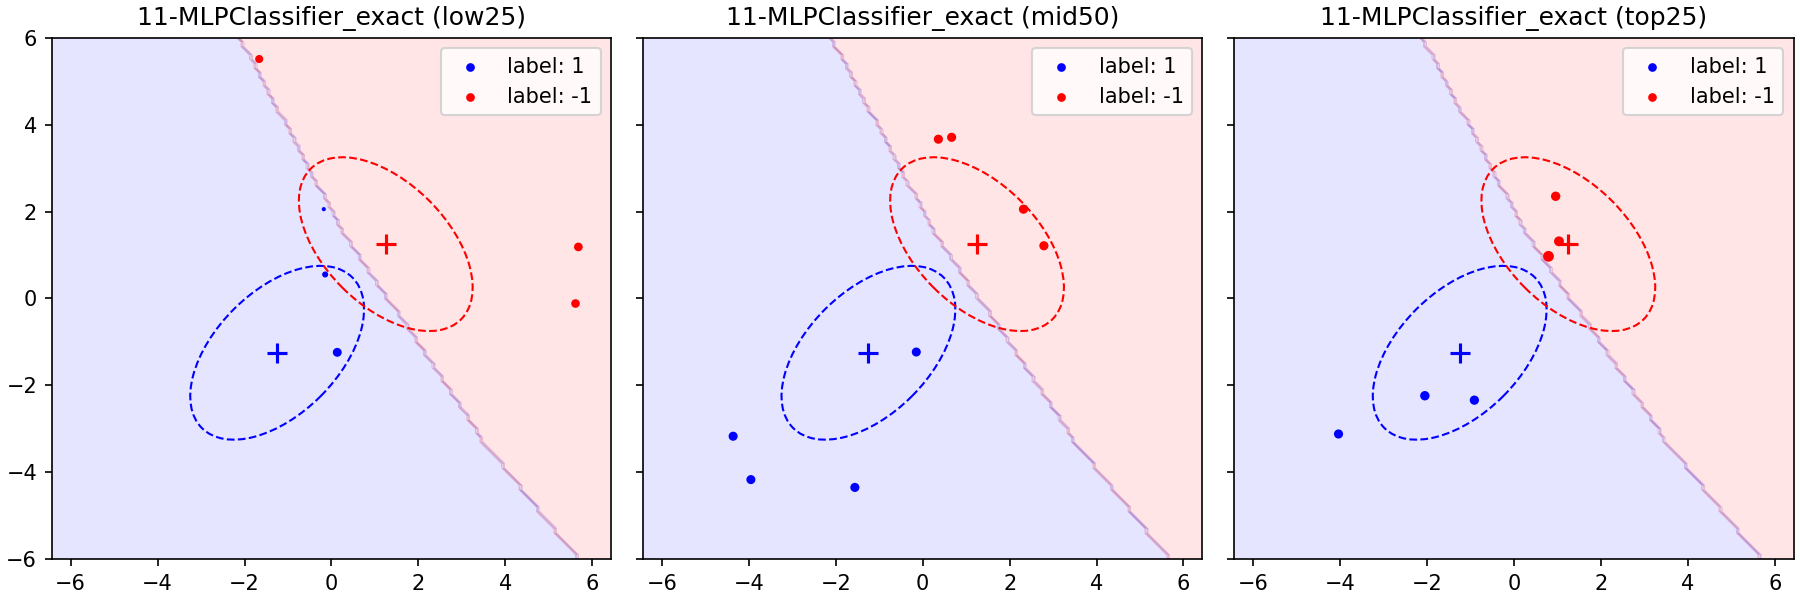 11-MLPClassifier_exact (low25)
11-MLPClassifier_exact (mid50)
11-MLPClassifier_exact (top25)
label: 1
label: -1
label: 1
label: -1
label: 1
label: -1
6
4
2
0
−2
−4
−6
−6 −4 −2 0 2 4 6
−6 −4 −2 0 2 4 6
−6 −4 −2 0 2 4 6